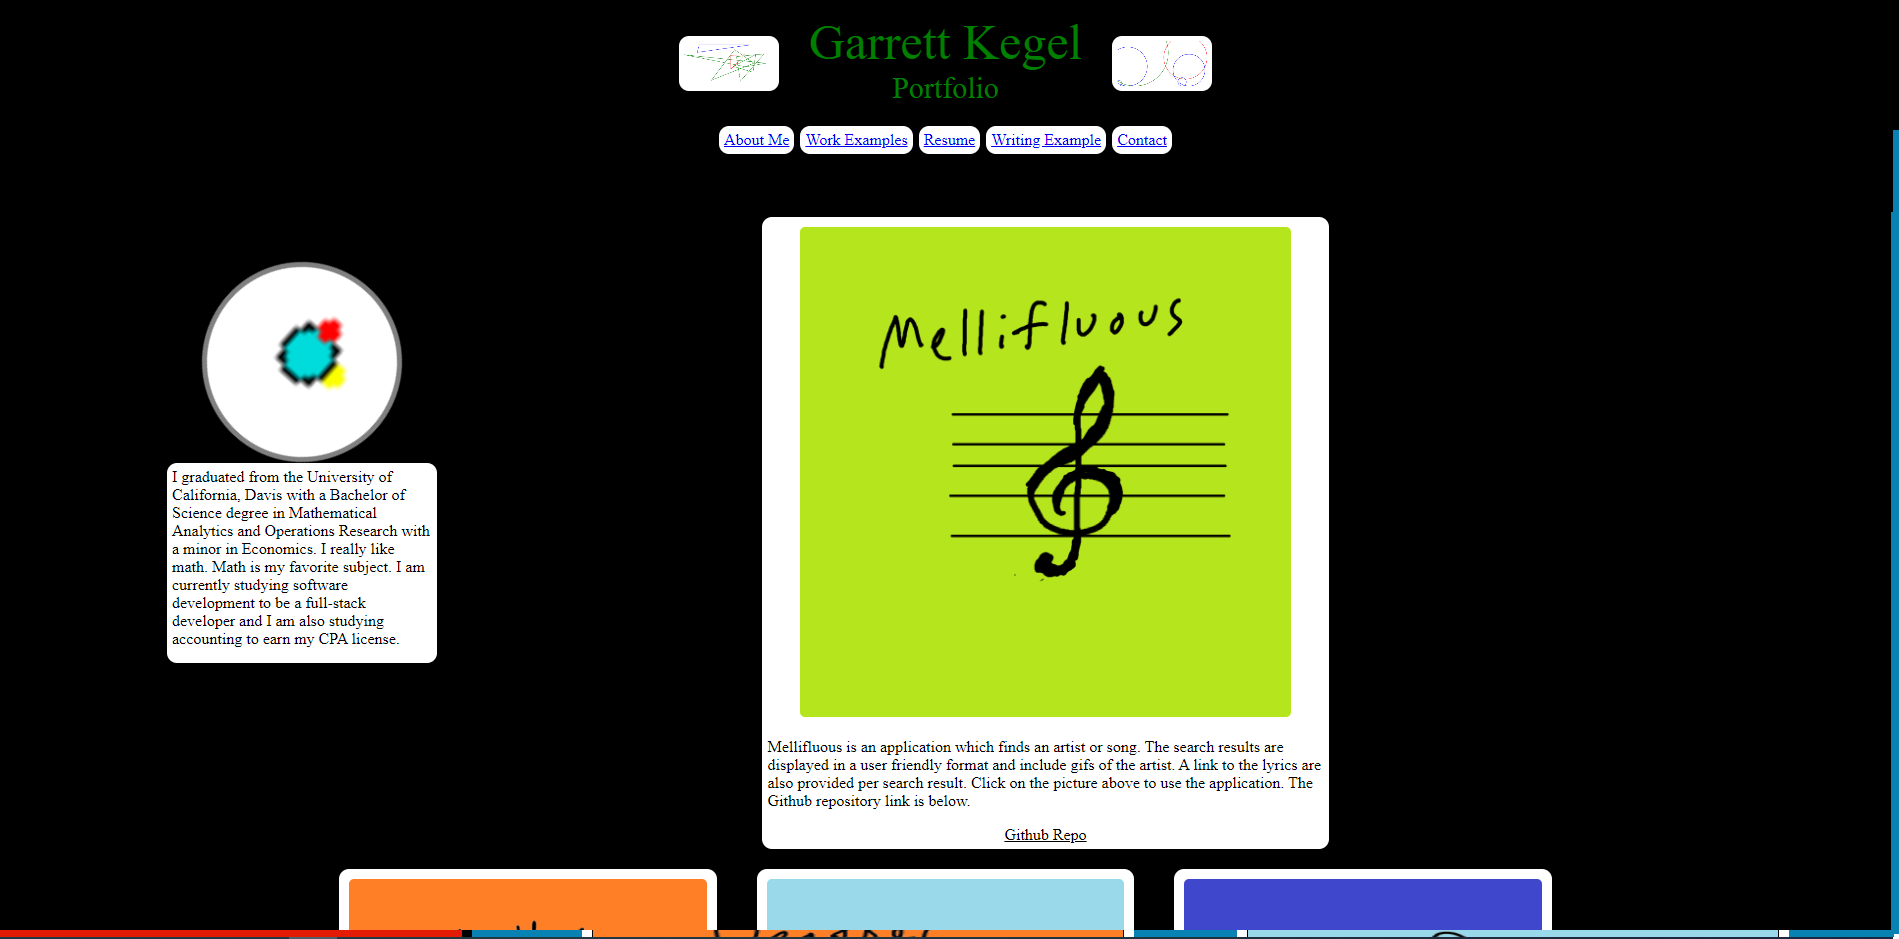 Garrett Kegel
Portfolio
About Me
Work Examples
Resume
Writing Example
Contact
Mellifluous
I graduated from the University of
California, Davis with a Bachelor of
Science degree in Mathematical
Analytics and Operations Research with
a minor in Economics. I really like
math. Math is my favorite subject. I am
currently studying software
development to be a full-stack
developer and I am also studying
accounting to earn my CPA license.
Mellifluous is an application which finds an artist or song. The search results are
displayed in a user friendly format and include gifs of the artist. A link to the lyrics are
also provided per search result. Click on the picture above to use the application. The
Github repository link is below.
Github Repo